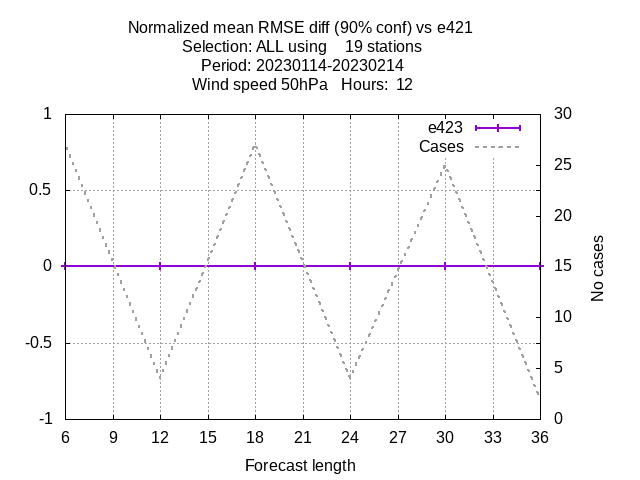 Normalized mean RMSE diff (90% conf) vs e421
Selection: ALL using 19 stations
Period: 20230114-20230214
Wind speed 50hPa Hours: 12
1
0.5
0
-0.5
-1
30
25
20
15
10
5
0
e423
Cases
No cases
6 9 12 15 18 21 24 27 30 33 36
Forecast length